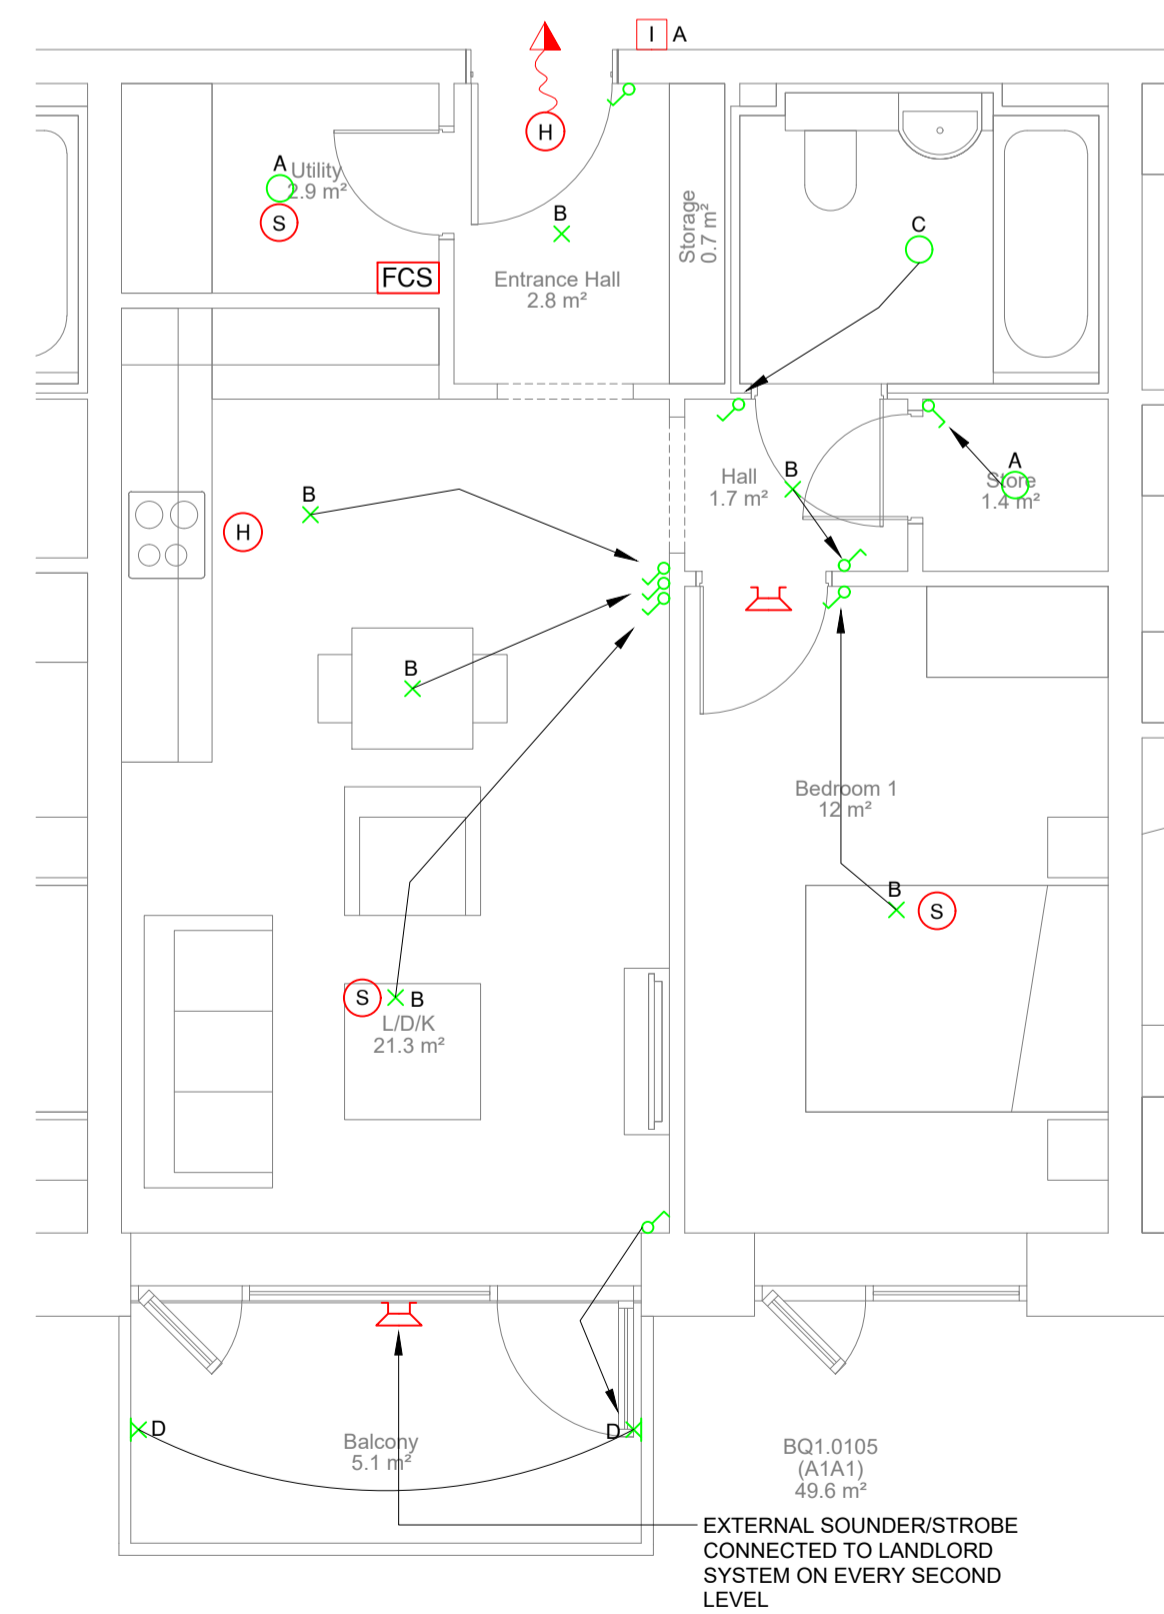 I A
H
A
Utility
2.9 m²
S
B
FCS
Entrance Hall
2.8 m²
Storage
0.7 m²
C
B
H
Hall
1.7 m²
B
A
Store
1.4 m²
B
Bedroom 1
12 m²
B
S
S
B
L/D/K
21.3 m²
D
D
Balcony
5.1 m²
BQ1.0105
(A1A1)
49.6 m²
EXTERNAL SOUNDER/STROBE
CONNECTED TO LANDLORD
SYSTEM ON EVERY SECOND
LEVEL